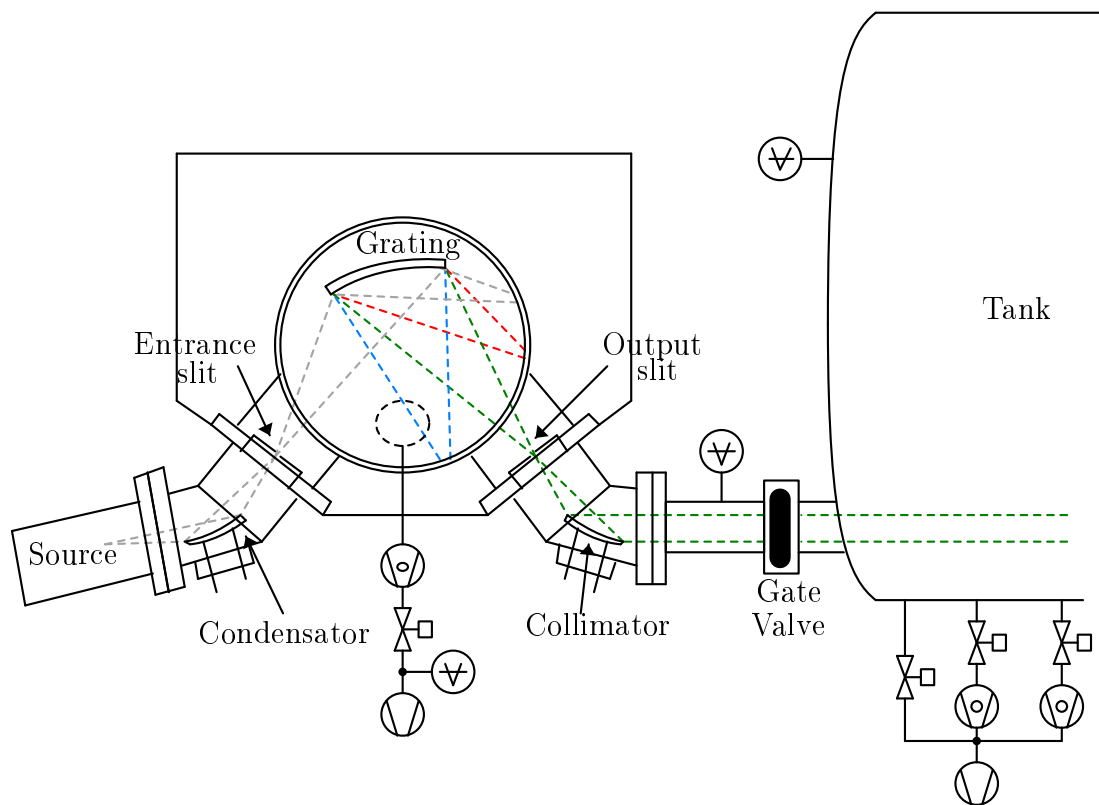 Grating
Tank
Entrance
slit
Output
slit
Source
Condensator
Collimator
Gate
Valve